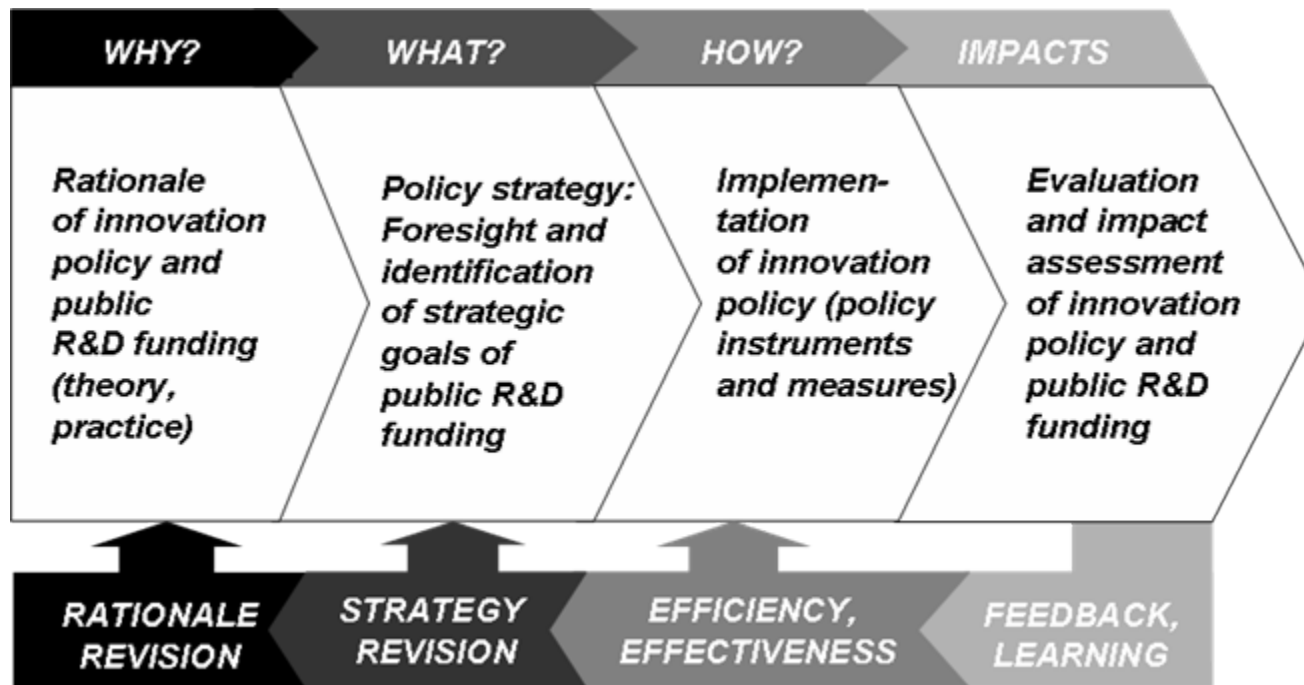 WHY?
WHAT?
HOW?
IMPACTS
Rationale
of innovation
policy and
public
R&D funding
(theory,
practice)
Policy strategy:
Foresight and
identification
of strategic
goals of
public R&D
funding
Implemen-
tation
of innovation
policy (policy
instruments
and measures)
Evaluation
and impact
assessment
of innovation
policy and
public R&D
funding
RATIONALE
REVISION
STRATEGY
REVISION
EFFICIENCY,
EFFECTIVENESS
FEEDBACK,
LEARNING